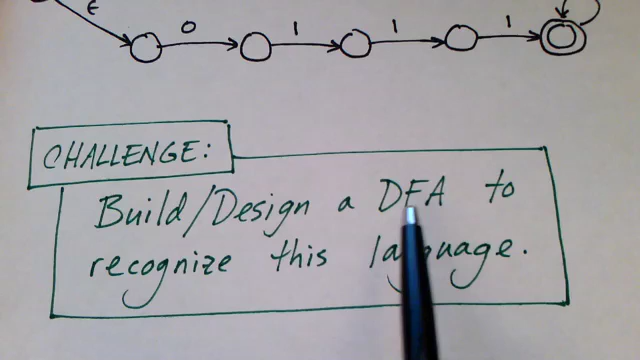 ε 0 1 1 1
CHALLENGE:
Build/Design a DFA to
recognize this language.